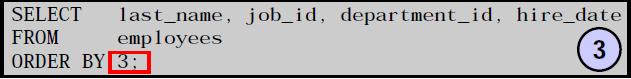 SELECT last_name, job_id, department_id, hire_date
FROM employees
ORDER BY 3;
3